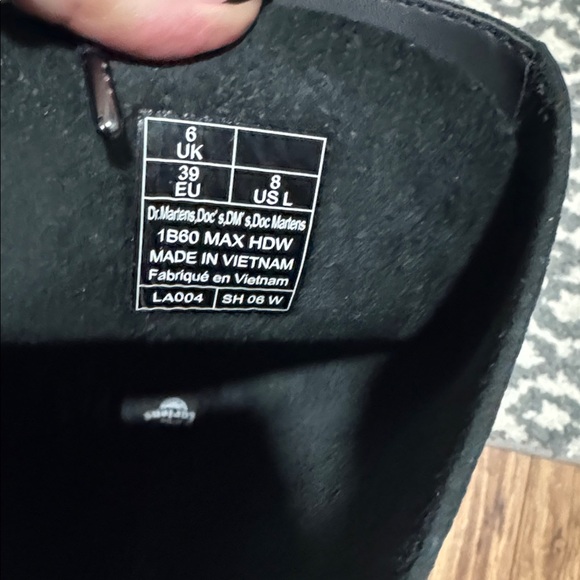 6
UK
39
EU
8
US L
Dr.Martens,Doc's,DM's,Doc Martens
1B60 MAX HDW
MADE IN VIETNAM
Fabriqué en Vietnam
LA004
SH 06 W